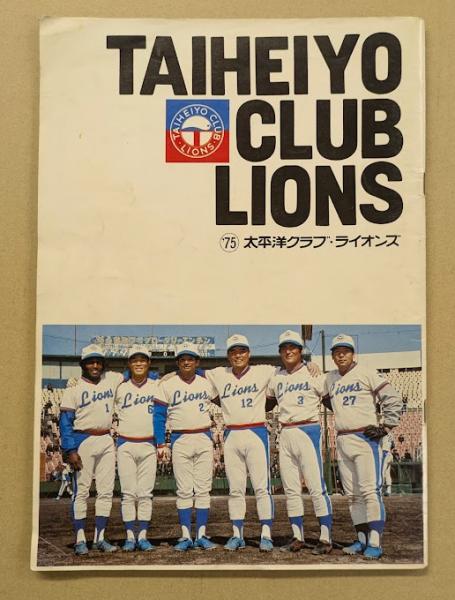 TAIHEIYO
CLUB
LIONS
TAIHEIYO CLUB
・LIONS・
'75 太平洋クラブ・ライオンズ
Lions
1
Lions
6
Lions
2
Lions
12
Lions
3
Lions
27